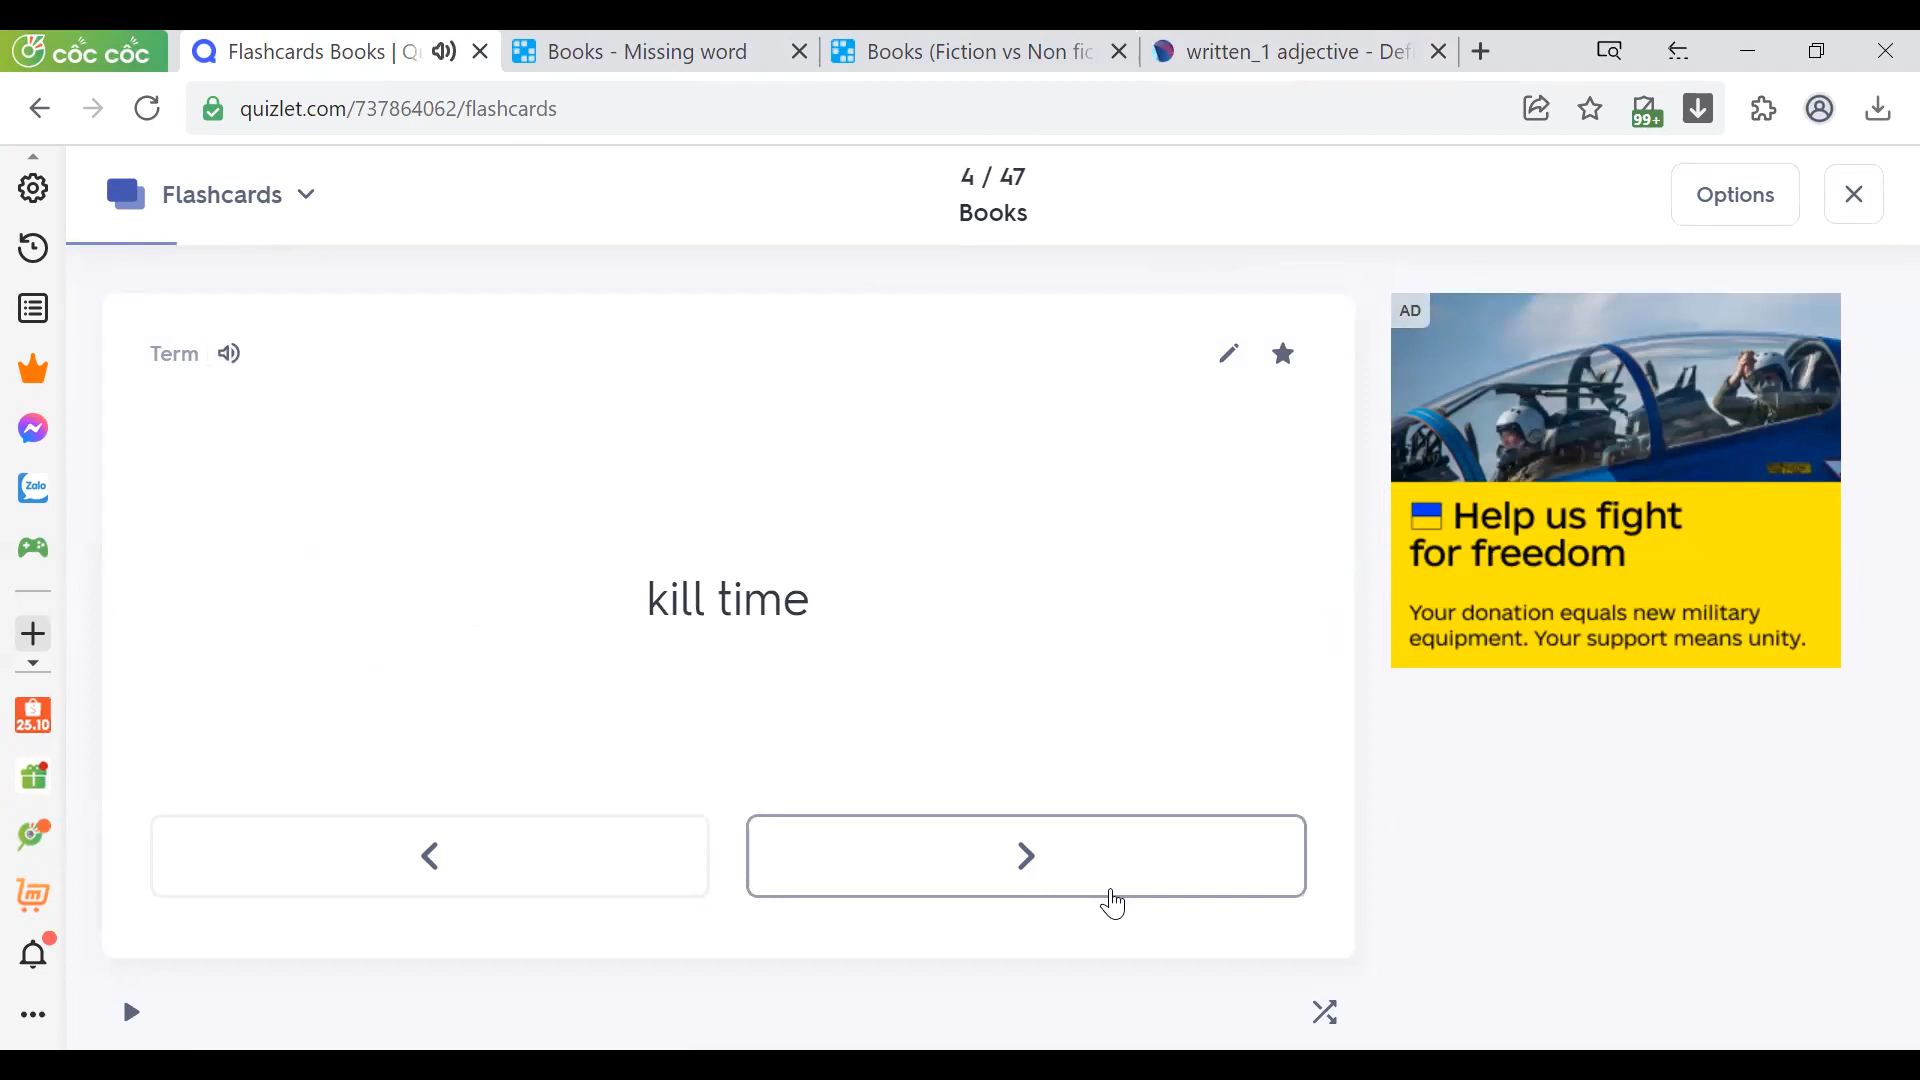 cốc cốc
Flashcards Books | Qu
Books - Missing word
Books (Fiction vs Non fic
written_1 adjective - Defi
quizlet.com/737864062/flashcards
99+
Flashcards
4 / 47
Books
Options
Term
AD
kill time
Help us fight
for freedom
Your donation equals new military
equipment. Your support means unity.
Zalo
25.10